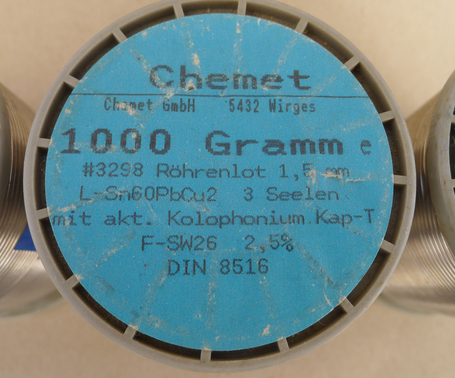 Chemet
Chemet GmbH 5432 Wirges
1000 Gramm e
#3298 Röhrenlot 1,5 mm
L-Sn60PbCu2 3 Seelen
mit akt. Kolophonium Kap-T
F-SW26 2,5%
DIN 8516